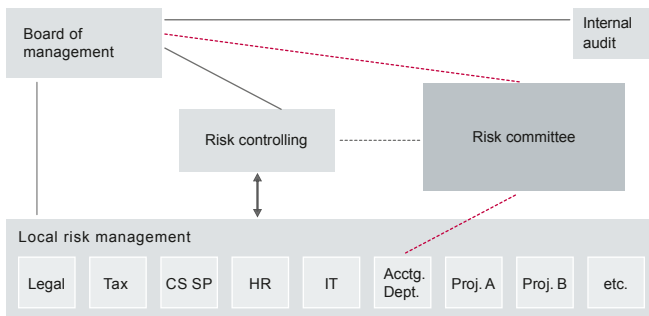 Board of
management
Internal
audit
Risk controlling
Risk committee
Local risk management
Legal
Tax
CS SP
HR
IT
Acctg.
Dept.
Proj. A
Proj. B
etc.